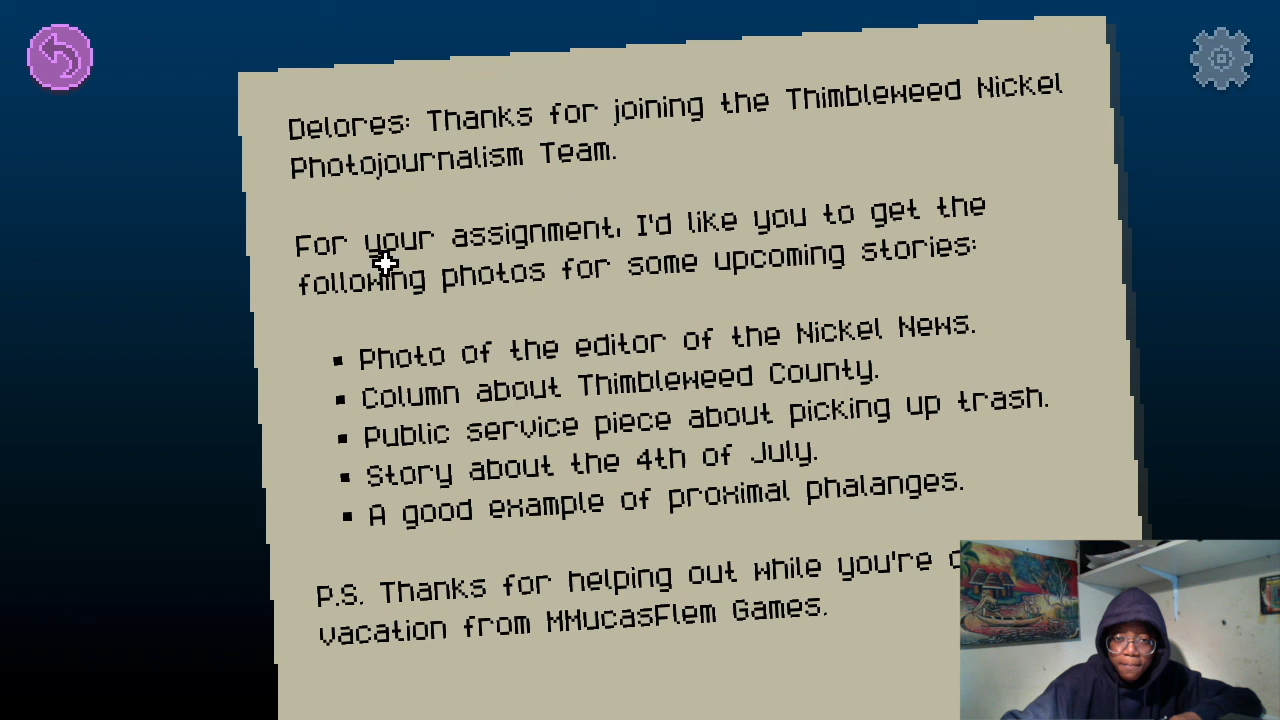 Delores: Thanks for joining the Thimbleweed Nickel
Photojournalism Team.
For your assignment, I'd like you to get the
following photos for some upcoming stories:
▪ Photo of the editor of the Nickel News.
▪ Column about Thimbleweed County.
▪ Public service piece about picking up trash.
▪ Story about the 4th of July.
▪ A good example of proximal phalanges.
P.S. Thanks for helping out while you're
vacation from MMucasFlem Games.